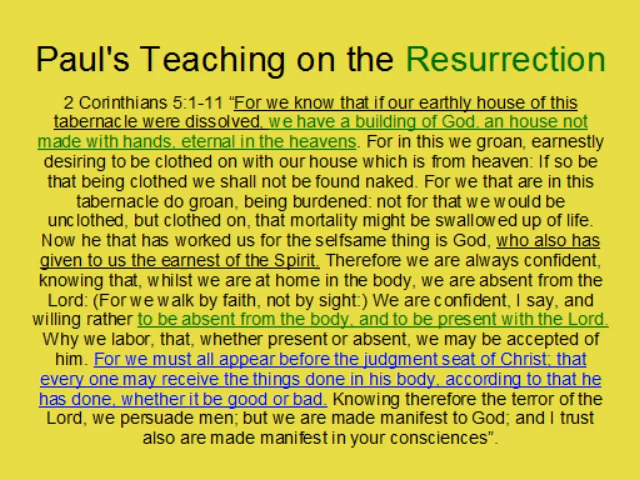 Paul's Teaching on the Resurrection
2 Corinthians 5:1-11 “For we know that if our earthly house of this
tabernacle were dissolved, we have a building of God, an house not
made with hands, eternal in the heavens. For in this we groan, earnestly
desiring to be clothed on with our house which is from heaven: If so be
that being clothed we shall not be found naked. For we that are in this
tabernacle do groan, being burdened: not for that we would be
unclothed, but clothed on, that mortality might be swallowed up of life.
Now he that has worked us for the selfsame thing is God, who also has
given to us the earnest of the Spirit. Therefore we are always confident,
knowing that, whilst we are at home in the body, we are absent from the
Lord: (For we walk by faith, not by sight:) We are confident, I say, and
willing rather to be absent from the body, and to be present with the Lord.
Why we labor, that, whether present or absent, we may be accepted of
him. For we must all appear before the judgment seat of Christ; that
every one may receive the things done in his body, according to that he
has done, whether it be good or bad. Knowing therefore the terror of the
Lord, we persuade men; but we are made manifest to God; and I trust
also are made manifest in your consciences”.